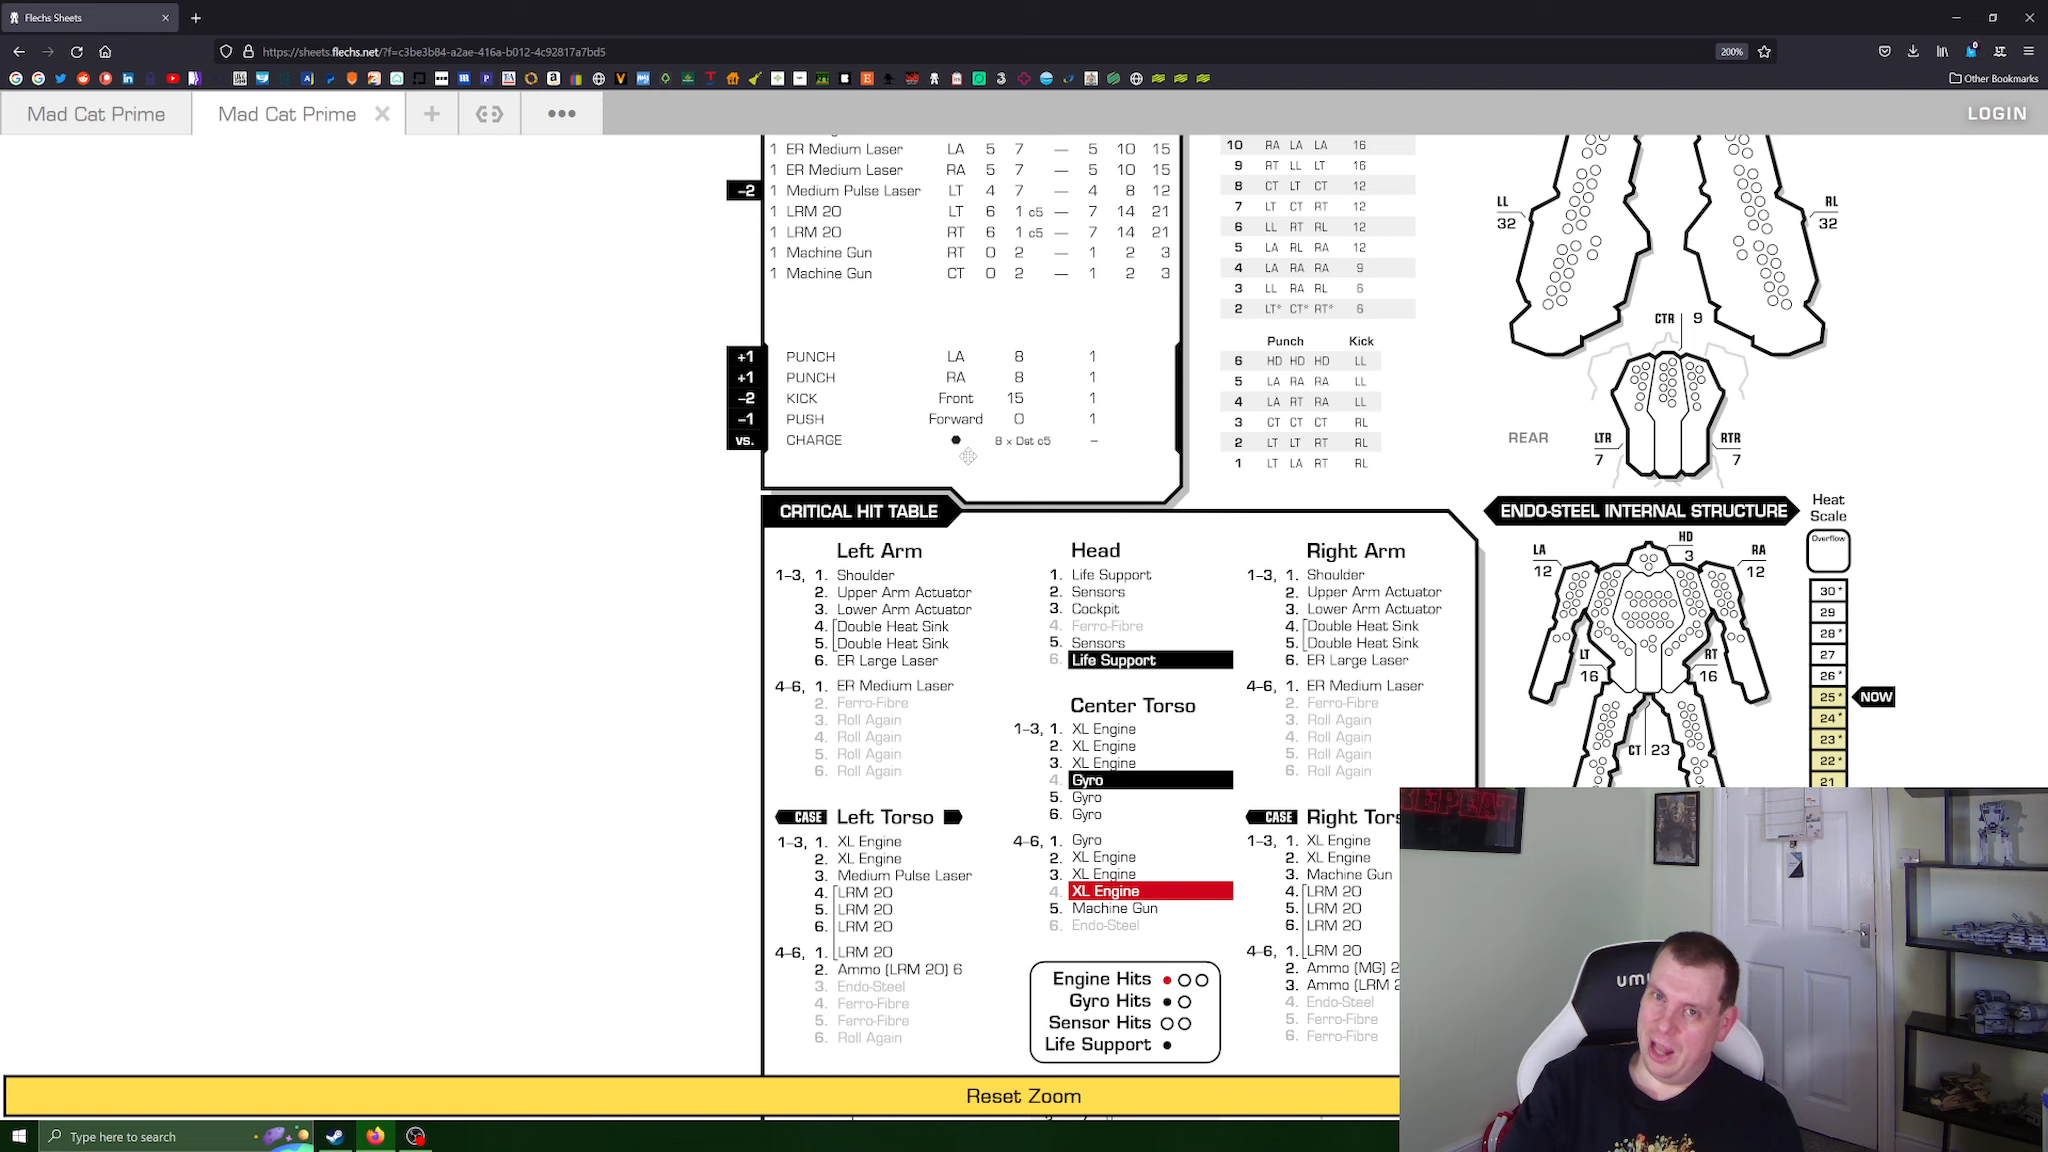 Flechs Sheets
https://sheets.flechs.net/?f=c3be3b84-a2ae-416a-b012-4c92817a7bd5
200%
Other Bookmarks
Mad Cat Prime
Mad Cat Prime
LOGIN
1 ER Medium Laser LA 5 7 — 5 10 15
1 ER Medium Laser RA 5 7 — 5 10 15
-2 1 Medium Pulse Laser LT 4 7 — 4 8 12
1 LRM 20 LT 6 1 c5 — 7 14 21
1 LRM 20 RT 6 1 c5 — 7 14 21
1 Machine Gun RT 0 2 — 1 2 3
1 Machine Gun CT 0 2 — 1 2 3
+1 PUNCH LA 8 1
+1 PUNCH RA 8 1
-2 KICK Front 15 1
-1 PUSH Forward 0 1
vs. CHARGE 8 x Dst c5 –
10 RA LA LA 16
9 RT LL LT 16
8 CT LT CT 12
7 LT CT RT 12
6 LL RT RL 12
5 LA RL RA 12
4 LA RA RA 9
3 LL RA RL 6
2 LT* CT* RT* 6
Punch Kick
6 HD HD HD LL
5 LA RA RA LL
4 LA RT RA LL
3 CT CT CT RL
2 LT LT RT RL
1 LT LA RT RL
LL
32
RL
32
CTR 9
REAR
LTR
7
RTR
7
CRITICAL HIT TABLE
Left Arm
1-3, 1. Shoulder
2. Upper Arm Actuator
3. Lower Arm Actuator
4. Double Heat Sink
5. Double Heat Sink
6. ER Large Laser
4-6, 1. ER Medium Laser
2. Ferro-Fibre
3. Roll Again
4. Roll Again
5. Roll Again
6. Roll Again
CASE Left Torso
1-3, 1. XL Engine
2. XL Engine
3. Medium Pulse Laser
4. LRM 20
5. LRM 20
6. LRM 20
4-6, 1. LRM 20
2. Ammo (LRM 20) 6
3. Endo-Steel
4. Ferro-Fibre
5. Ferro-Fibre
6. Roll Again
Head
1. Life Support
2. Sensors
3. Cockpit
4. Ferro-Fibre
5. Sensors
6. Life Support
Center Torso
1-3, 1. XL Engine
2. XL Engine
3. XL Engine
4. Gyro
5. Gyro
6. Gyro
4-6, 1. Gyro
2. XL Engine
3. XL Engine
4. XL Engine
5. Machine Gun
6. Endo-Steel
Engine Hits
Gyro Hits
Sensor Hits
Life Support
Right Arm
1-3, 1. Shoulder
2. Upper Arm Actuator
3. Lower Arm Actuator
4. Double Heat Sink
5. Double Heat Sink
6. ER Large Laser
4-6, 1. ER Medium Laser
2. Ferro-Fibre
3. Roll Again
4. Roll Again
5. Roll Again
6. Roll Again
CASE Right Tors
1-3, 1. XL Engine
2. XL Engine
3. Machine Gun
4. LRM 20
5. LRM 20
6. LRM 20
4-6, 1. LRM 20
2. Ammo (MG) 2
3. Ammo (LRM 2
4. Endo-Steel
5. Ferro-Fibre
6. Ferro-Fibre
ENDO-STEEL INTERNAL STRUCTURE
HD
3
LA
12
RA
12
LT
16
RT
16
CT 23
Heat
Scale
Overflow
30*
29
28*
27
26*
25*
NOW
24*
23*
22*
21
REPEAT
Reset Zoom
Type here to search